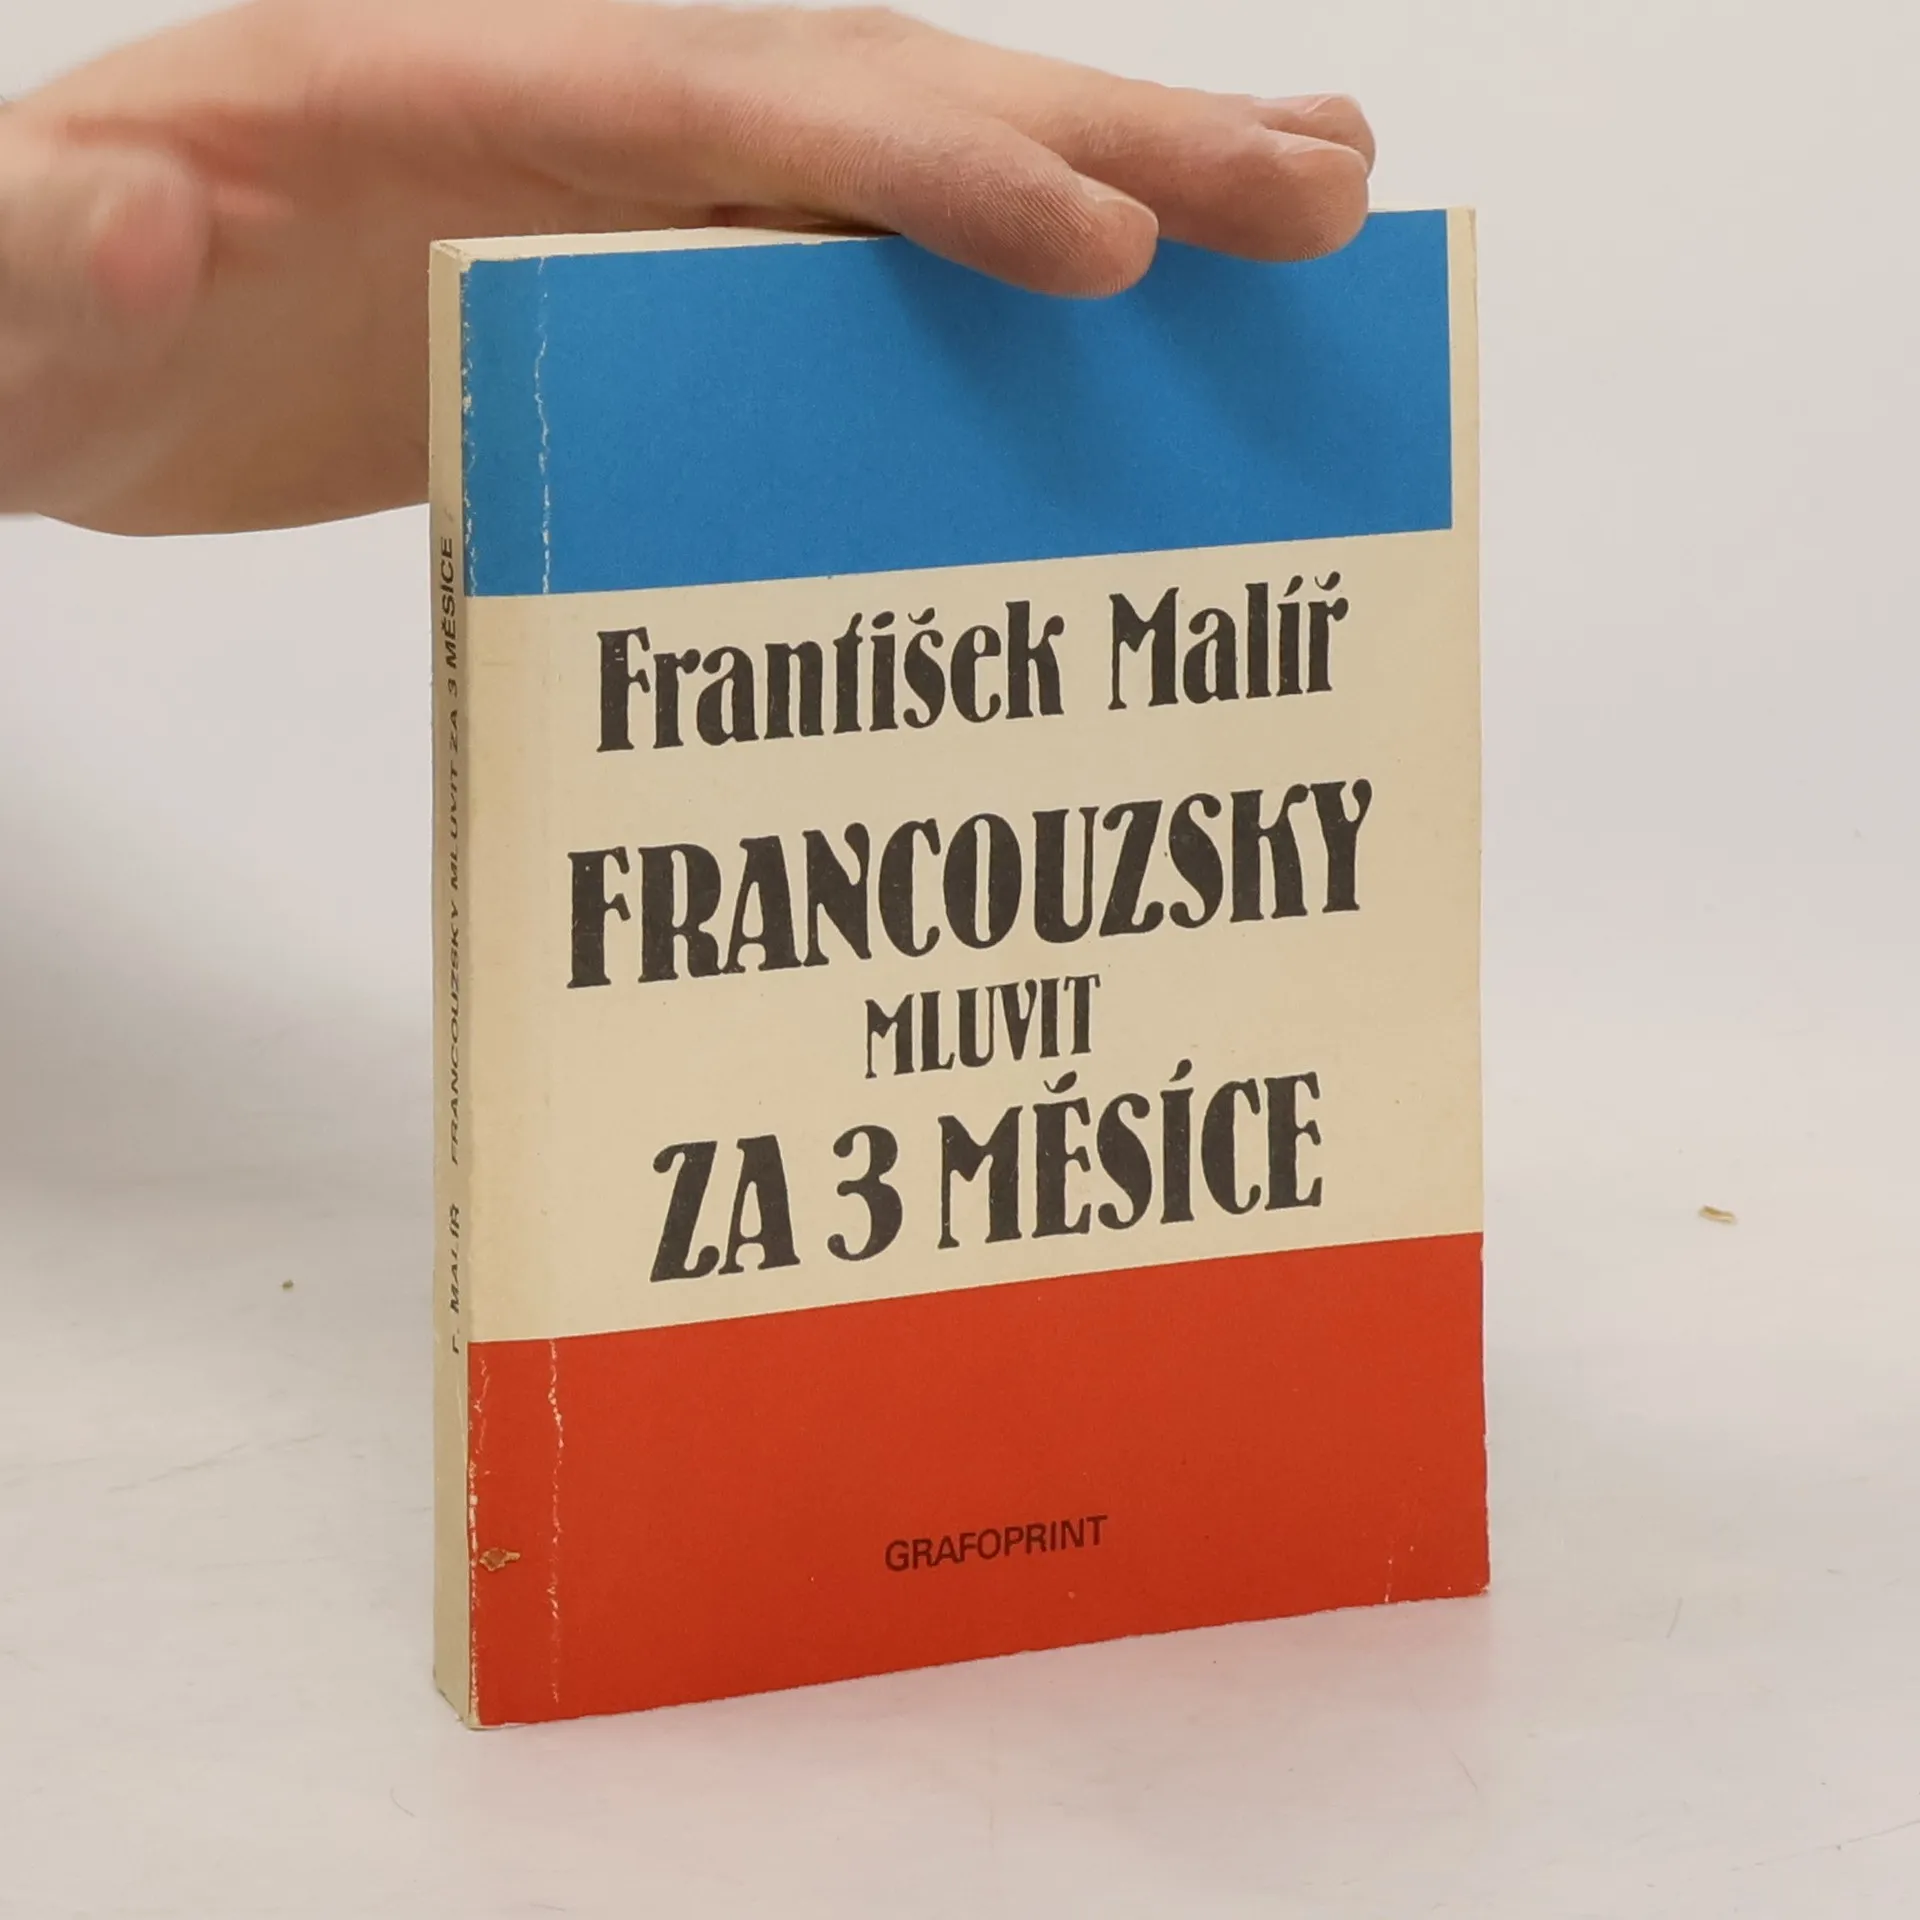 František Malíř
FRANCOUZSKY
MLUVIT
ZA 3 MĚSÍCE
GRAFOPRINT
F. MALÍŘ FRANCOUZSKY MLUVIT ZA 3 MĚSÍCE